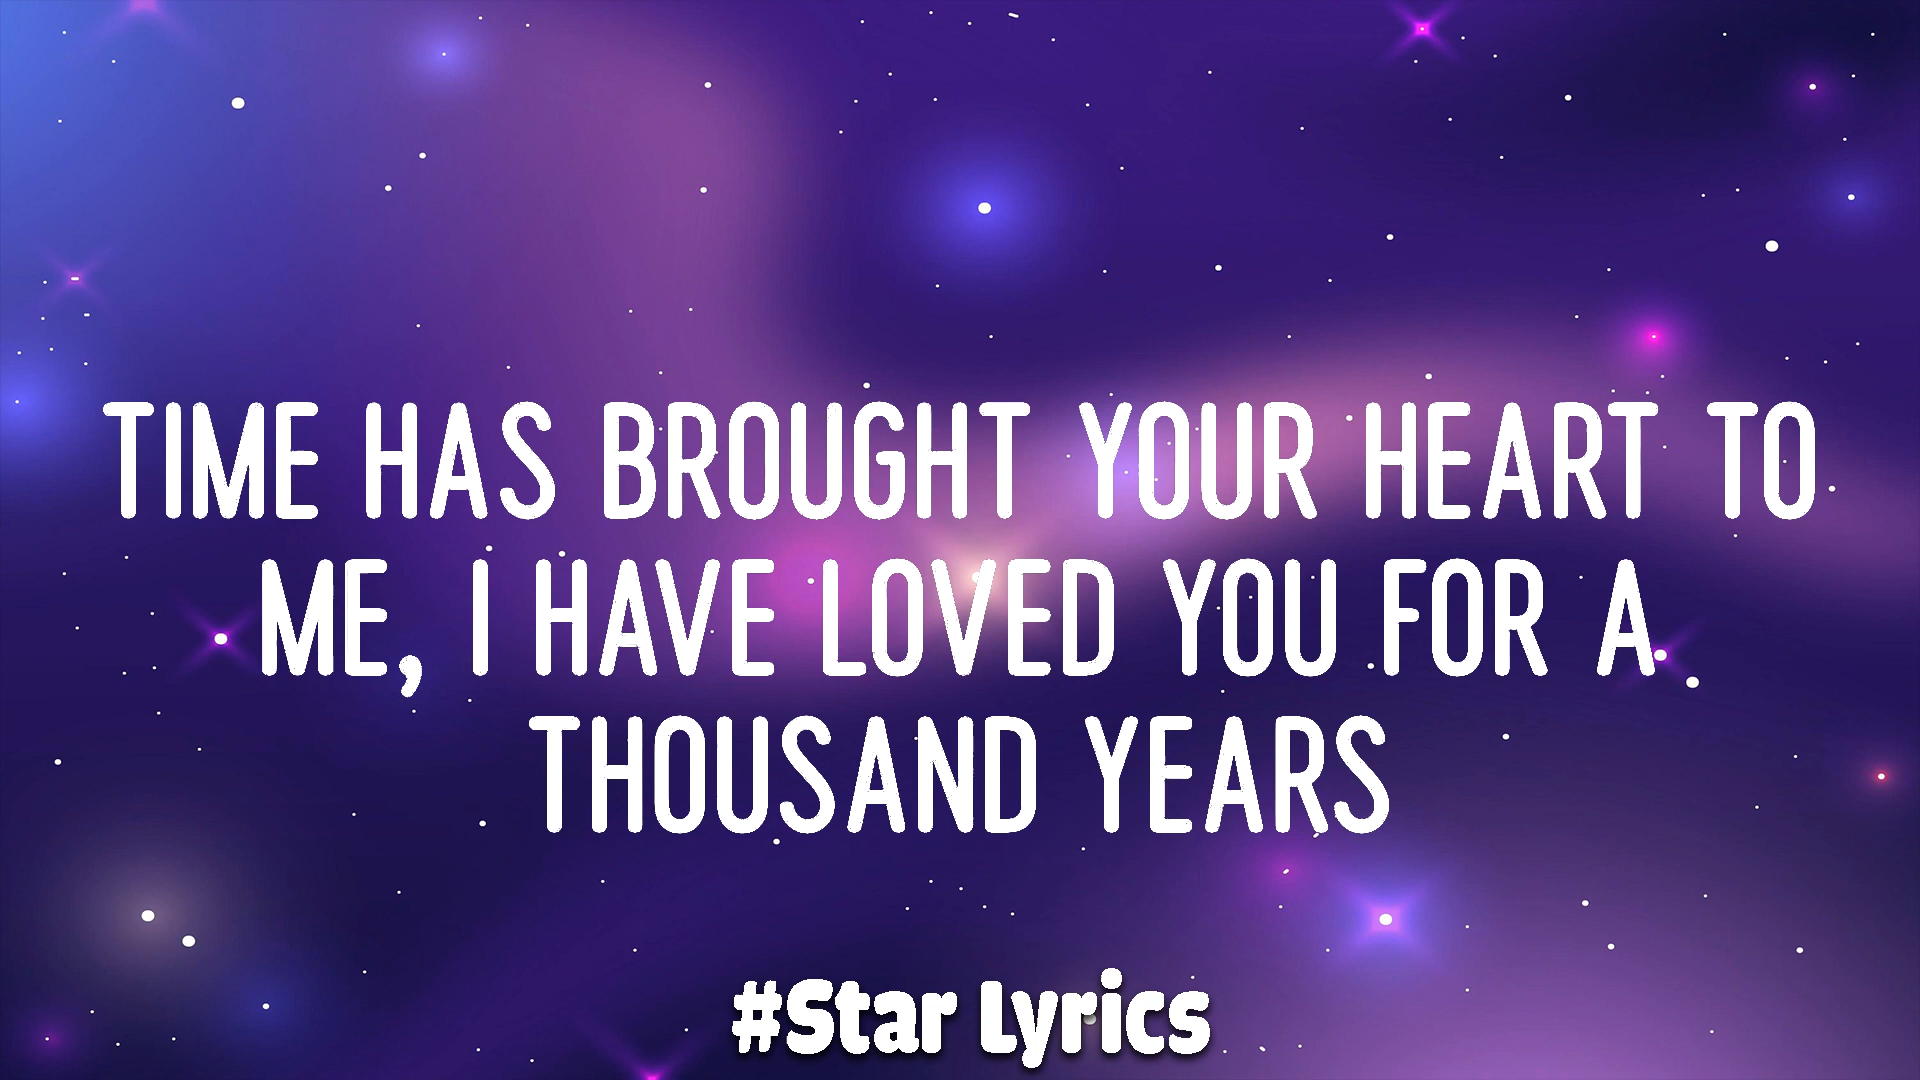 TIME HAS BROUGHT YOUR HEART TO
ME, I HAVE LOVED YOU FOR A
THOUSAND YEARS
#Star Lyrics